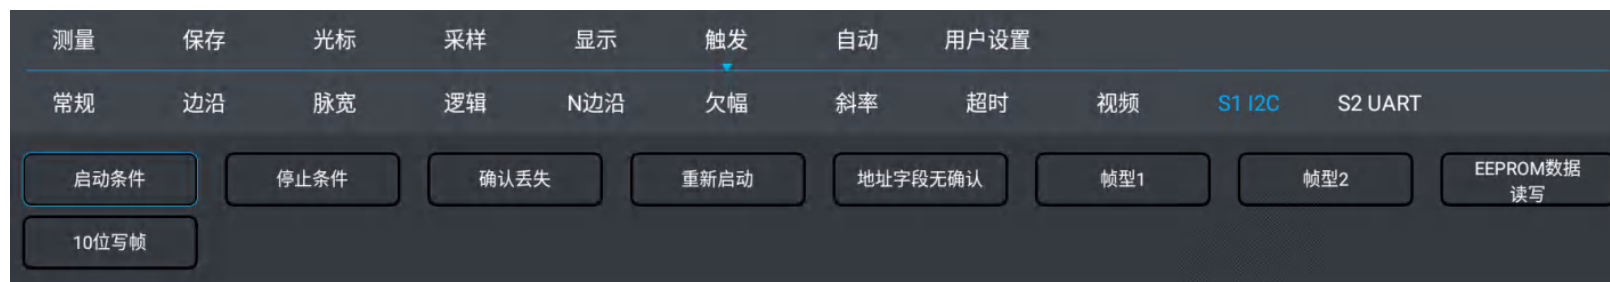 测量 保存 光标 采样 显示 触发 自动 用户设置
常规 边沿 脉宽 逻辑 N边沿 欠幅 斜率 超时 视频 S1 I2C S2 UART
启动条件 停止条件 确认丢失 重新启动 地址字段无确认 帧型1 帧型2 EEPROM数据
读写
10位写帧